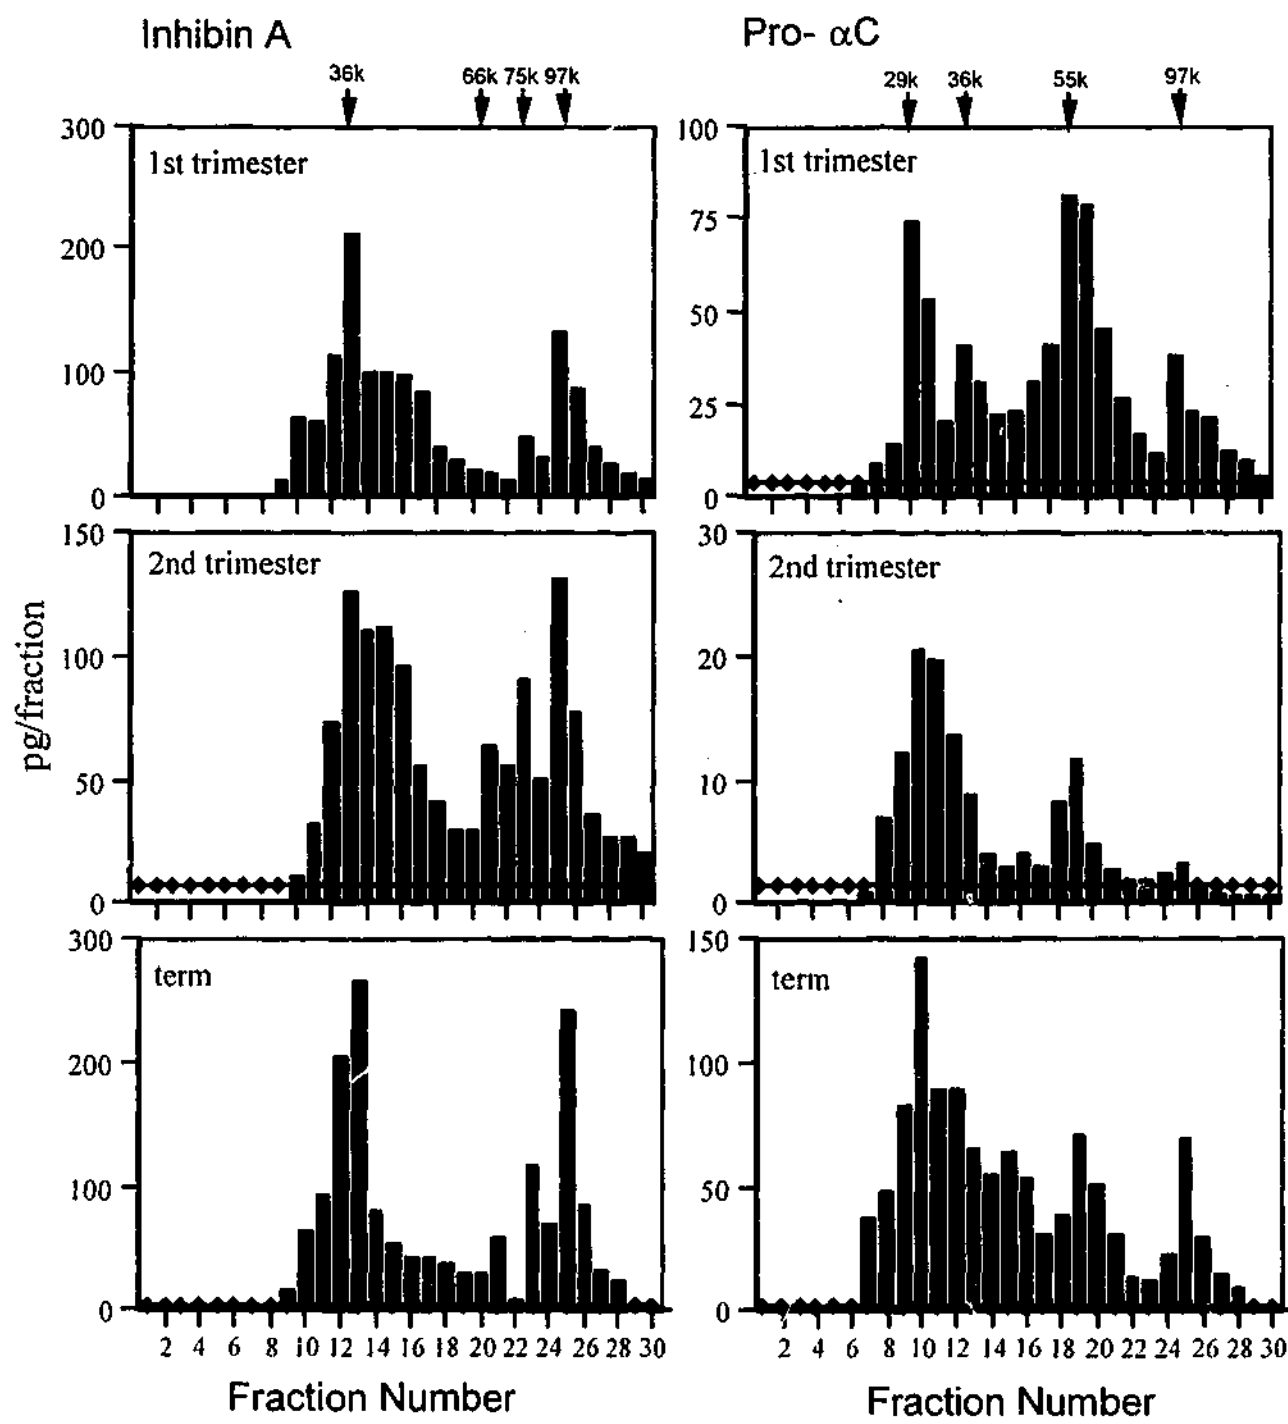 Inhibin A
36k 66k 75k 97k
300
200
100
0
1st trimester
Pro- αC
29k 36k 55k 97k
100
75
50
25
0
1st trimester
pg/fraction
150
100
50
0
2nd trimester
30
20
10
0
2nd trimester
300
200
100
0
term
2 4 6 8 10 12 14 16 18 20 22 24 26 28 30
Fraction Number
150
100
50
0
term
2 4 6 8 10 12 14 16 18 20 22 24 26 28 30
Fraction Number